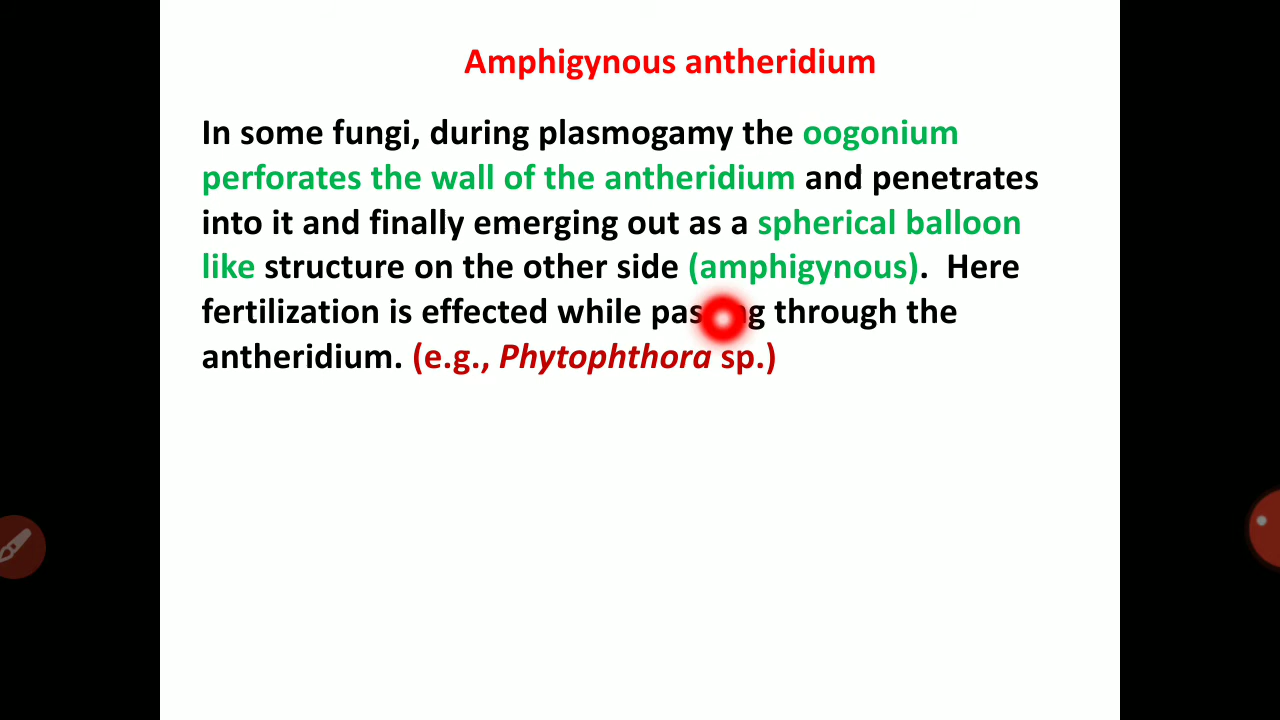 Amphigynous antheridium
In some fungi, during plasmogamy the oogonium
perforates the wall of the antheridium and penetrates
into it and finally emerging out as a spherical balloon
like structure on the other side (amphigynous).  Here
fertilization is effected while passing through the
antheridium. (e.g., Phytophthora sp.)